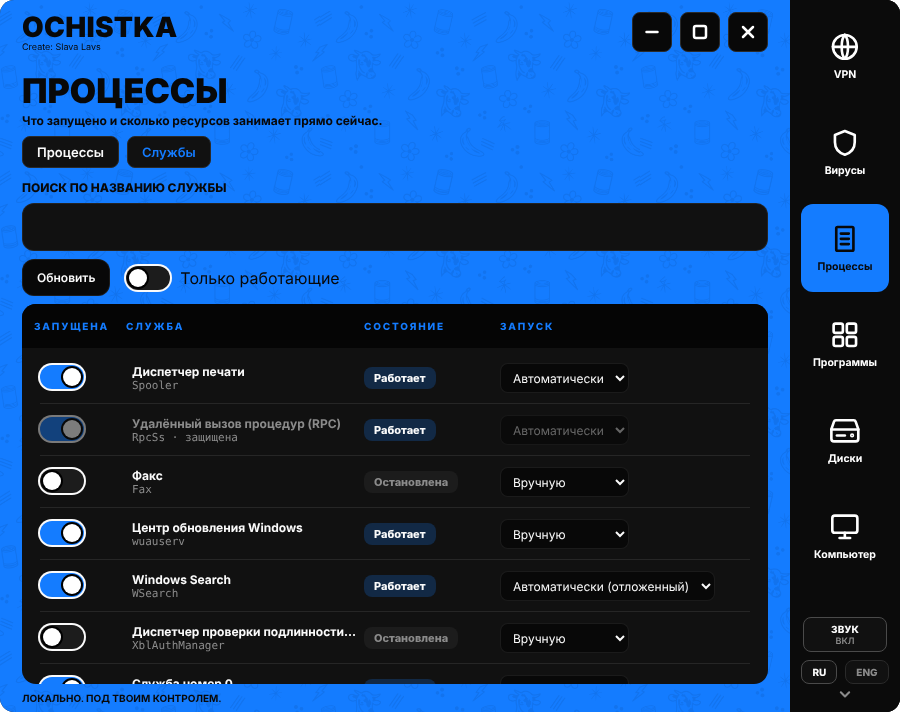 OCHISTKA
Create: Slava Lavs
ПРОЦЕССЫ
Что запущено и сколько ресурсов занимает прямо сейчас.
Процессы
Службы
ПОИСК ПО НАЗВАНИЮ СЛУЖБЫ
Обновить
Только работающие
ЗАПУЩЕНА СЛУЖБА СОСТОЯНИЕ ЗАПУСК
Диспетчер печати
Spooler
Работает
Автоматически
Удалённый вызов процедур (RPC)
RpcSs · защищена
Работает
Автоматически
Факс
Fax
Остановлена
Вручную
Центр обновления Windows
wuauserv
Работает
Вручную
Windows Search
WSearch
Работает
Автоматически (отложенный)
Диспетчер проверки подлинности...
XblAuthManager
Остановлена
Вручную
Служба номер 0
ЛОКАЛЬНО. ПОД ТВОИМ КОНТРОЛЕМ.
VPN
Вирусы
Процессы
Программы
Диски
Компьютер
ЗВУК
ВКЛ
RU
ENG